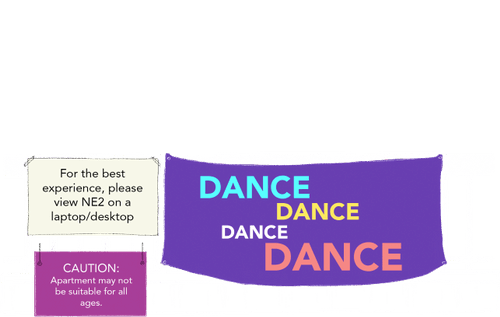 For the best
experience, please
view NE2 on a
laptop/desktop
CAUTION:
Apartment may not
be suitable for all
ages.
DANCE
DANCE
DANCE
DANCE